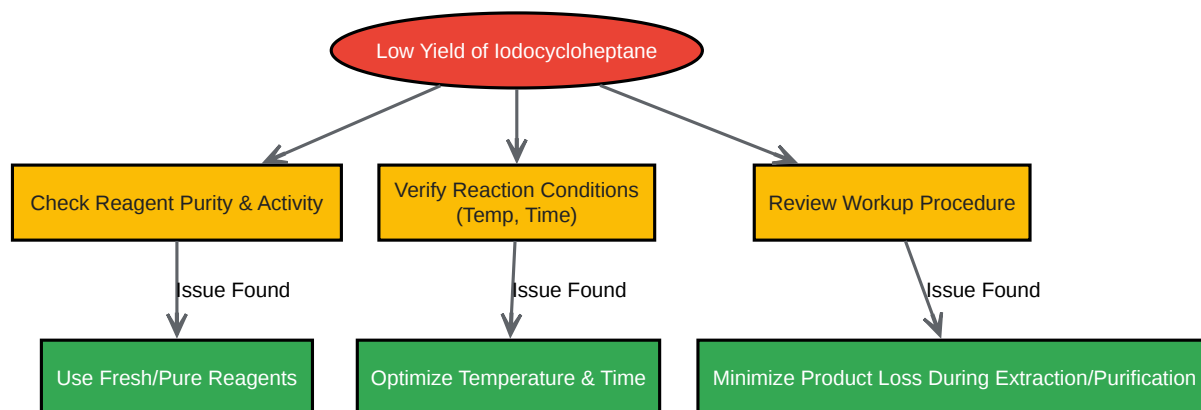 Low Yield of Iodocycloheptane
Check Reagent Purity & Activity
Verify Reaction Conditions
(Temp, Time)
Review Workup Procedure
Issue Found
Issue Found
Issue Found
Use Fresh/Pure Reagents
Optimize Temperature & Time
Minimize Product Loss During Extraction/Purification